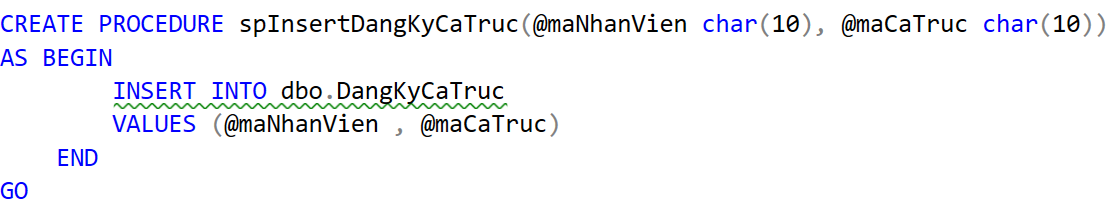 CREATE PROCEDURE spInsertDangKyCaTruc(@maNhanVien char(10), @maCaTruc char(10))
AS BEGIN
INSERT INTO dbo.DangKyCaTruc
VALUES (@maNhanVien , @maCaTruc)
END
GO